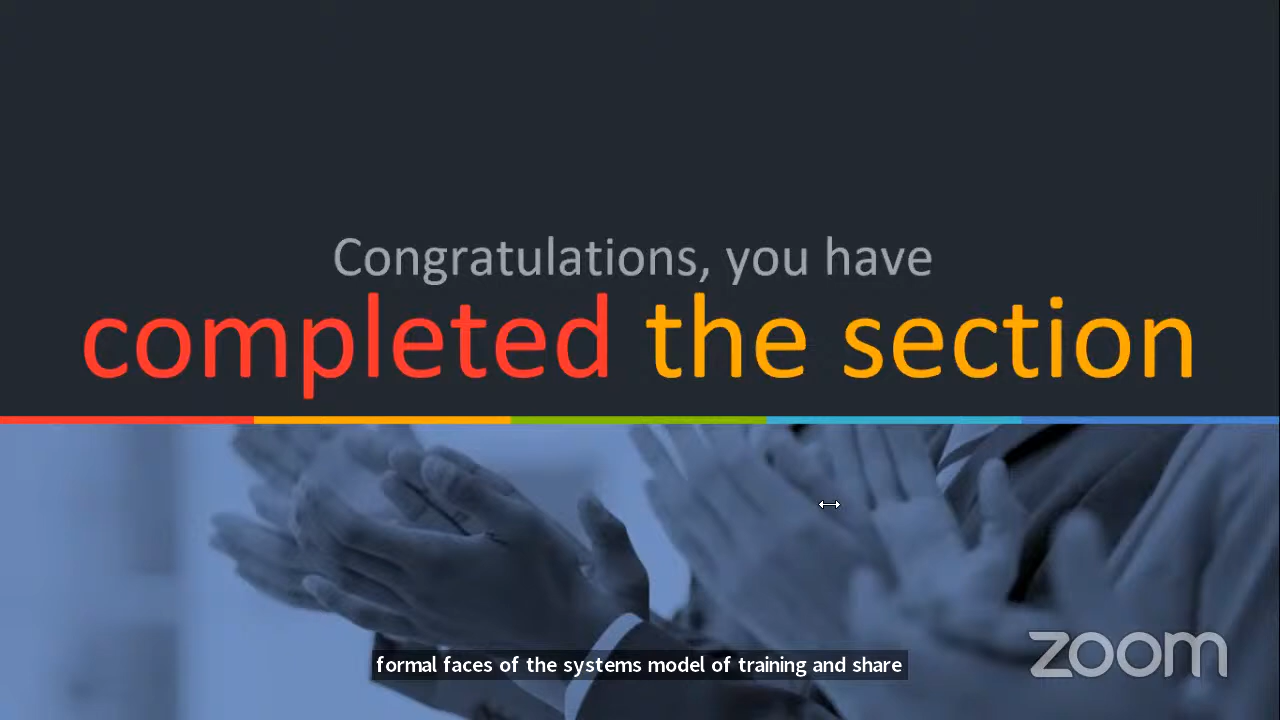 Congratulations, you have
completed the section
formal faces of the systems model of training and share
zoom